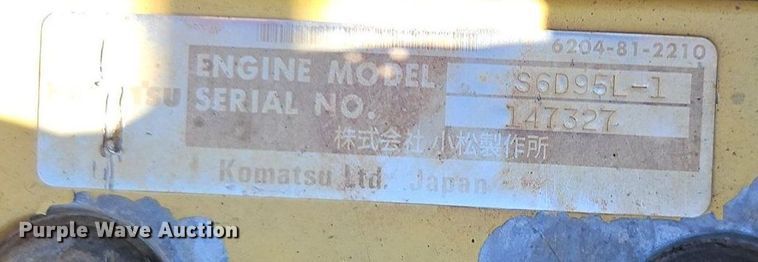 6204-81-2210
ENGINE MODEL S6D95L-1
KOMATSU SERIAL NO. 147327
株式会社 小松製作所
Komatsu Ltd. Japan
Purple Wave Auction